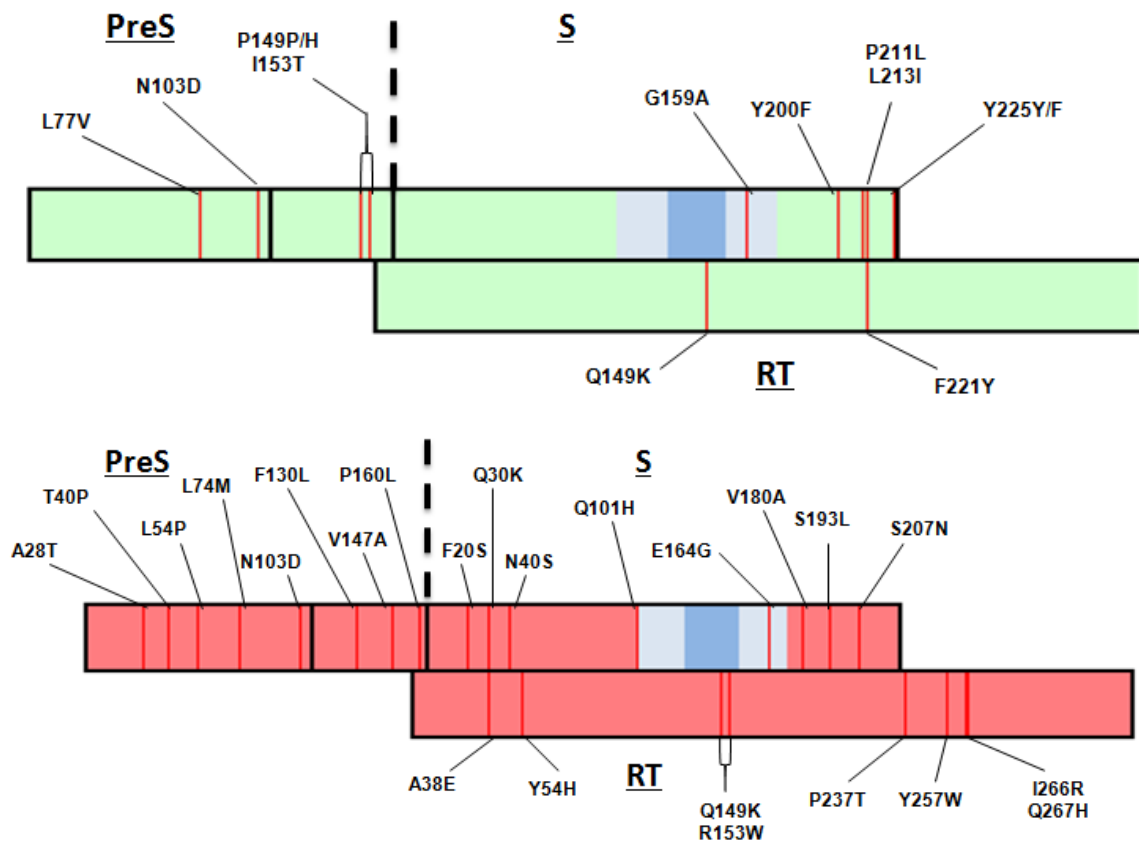 PreS
S
P149P/H
I153T
P211L
L213I
N103D
G159A
Y200F
Y225Y/F
L77V
Q149K
RT
F221Y
PreS
S
L74M
F130L
P160L
Q30K
T40P
Q101H
V180A
S193L
S207N
L54P
V147A
A28T
N103D
F20S
N40S
E164G
A38E
Y54H
RT
Q149K
R153W
P237T
Y257W
I266R
Q267H